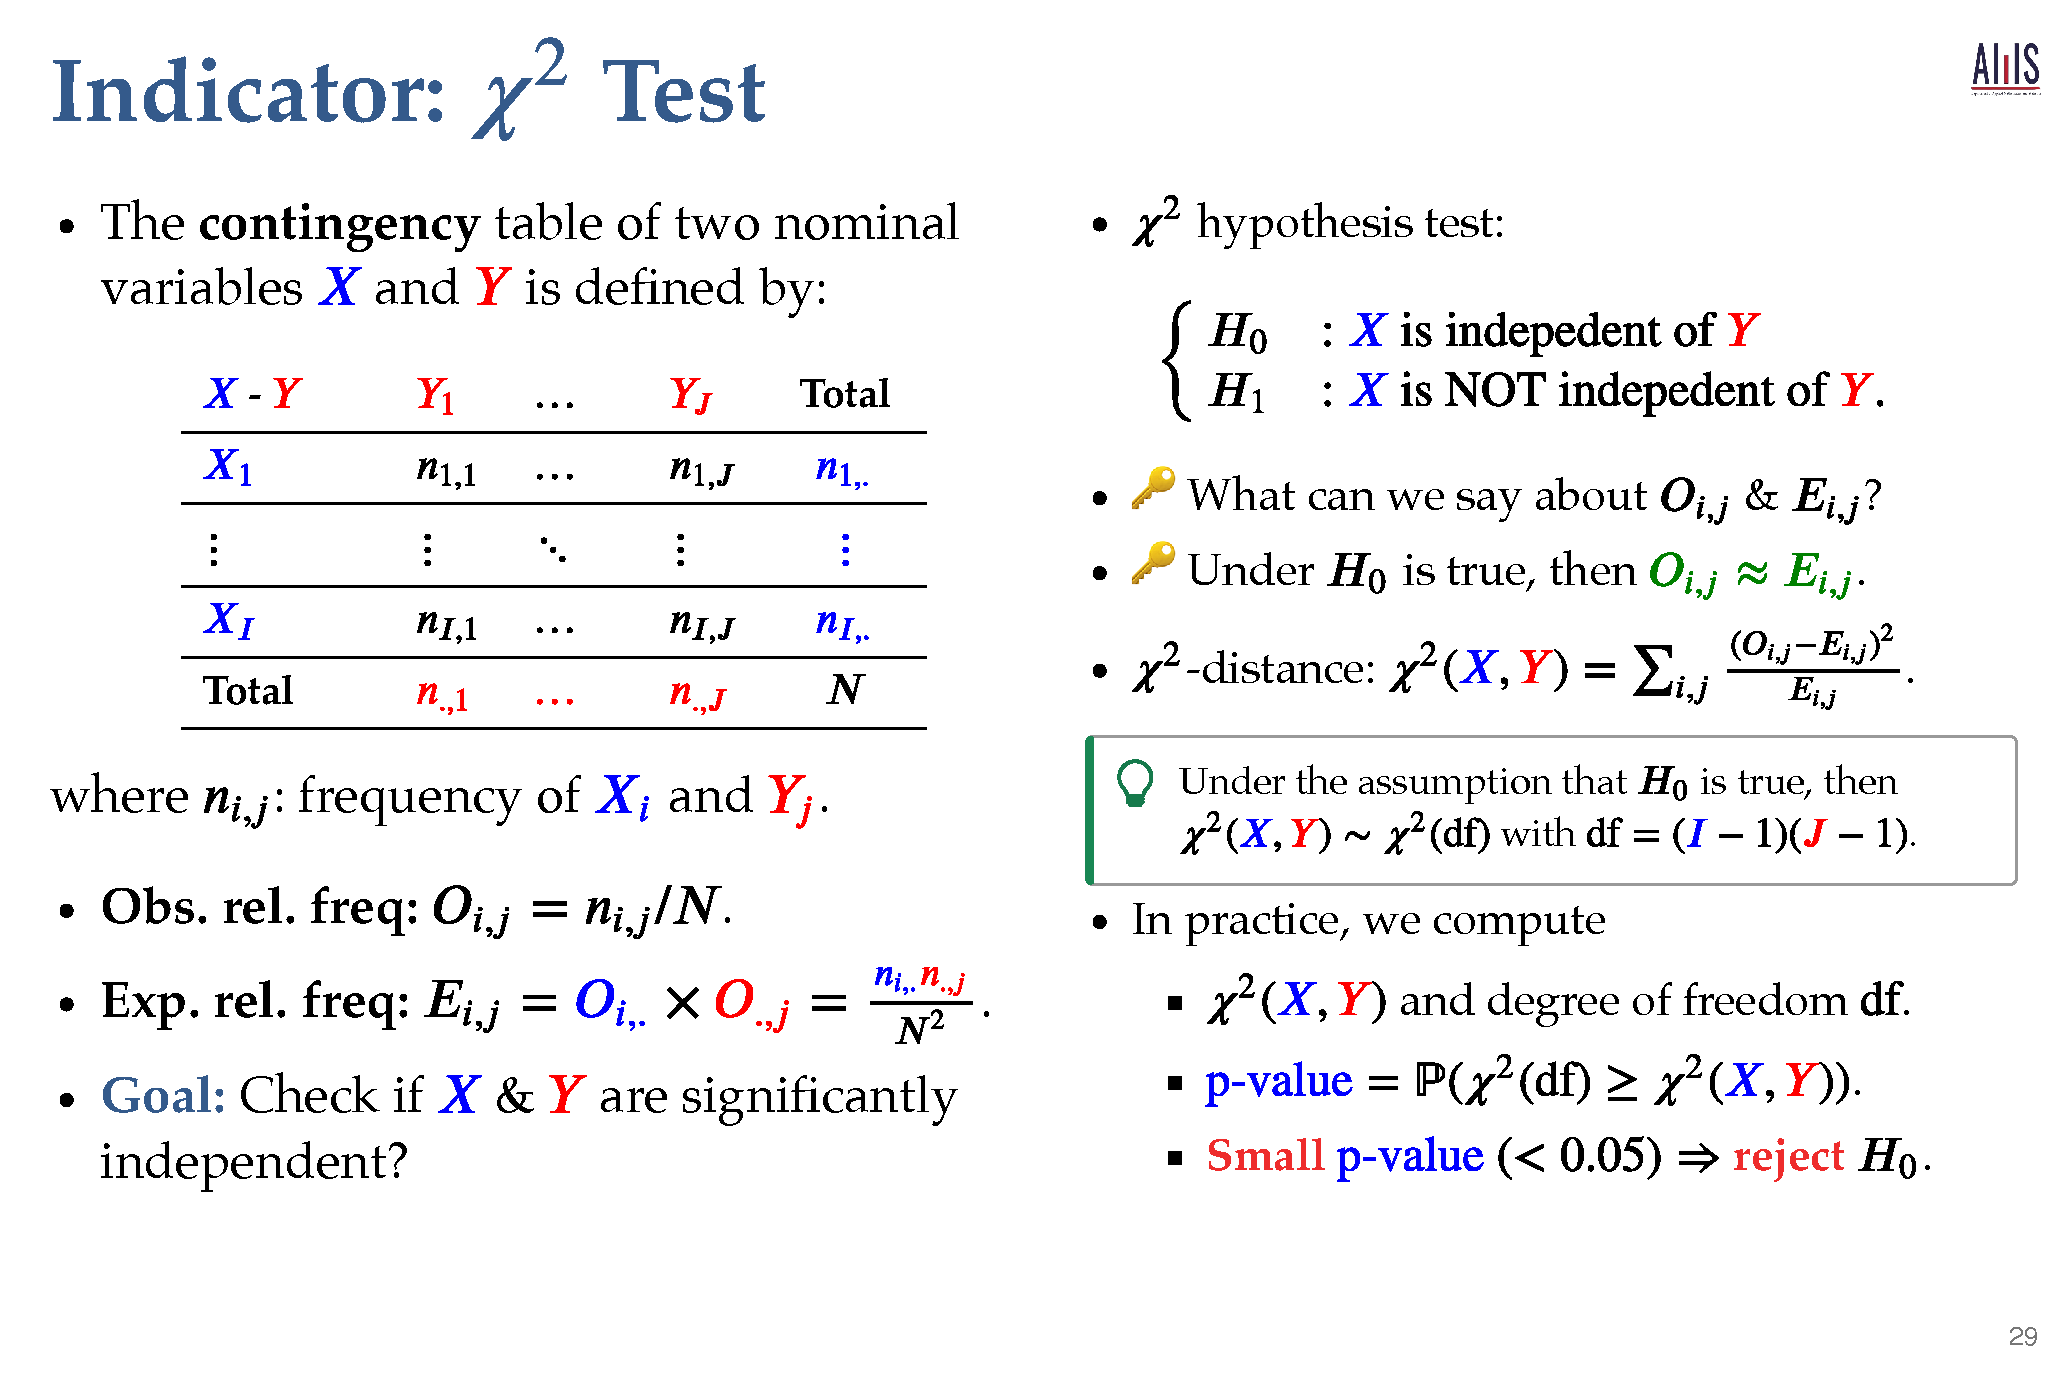 Indicator: χ² Test
AIIIS
• The contingency table of two nominal
variables X and Y is defined by:
X - Y Y₁ … Y_J Total
X₁ n₁,₁ … n₁,J n₁,.
⋮ ⋮ ⋱ ⋮ ⋮
X_I n_I,1 … n_I,J n_I,.
Total n.,1 … n.,J N
where n_i,j: frequency of X_i and Y_j.
• Obs. rel. freq: O_i,j = n_i,j/N.
• Exp. rel. freq: E_i,j = O_i,. × O.,j = n_i,. n.,j / N².
• Goal: Check if X & Y are significantly
independent?
• χ² hypothesis test:
{ H₀ : X is indepedent of Y
H₁ : X is NOT indepedent of Y.
• 🔑 What can we say about O_i,j & E_i,j?
• 🔑 Under H₀ is true, then O_i,j ≈ E_i,j.
• χ²-distance: χ²(X, Y) = ∑_i,j (O_i,j−E_i,j)² / E_i,j.
Under the assumption that H₀ is true, then
χ²(X, Y) ∼ χ²(df) with df = (I − 1)(J − 1).
• In practice, we compute
▪ χ²(X, Y) and degree of freedom df.
▪ p-value = ℙ(χ²(df) ≥ χ²(X, Y)).
▪ Small p-value (< 0.05) ⇒ reject H₀.
29